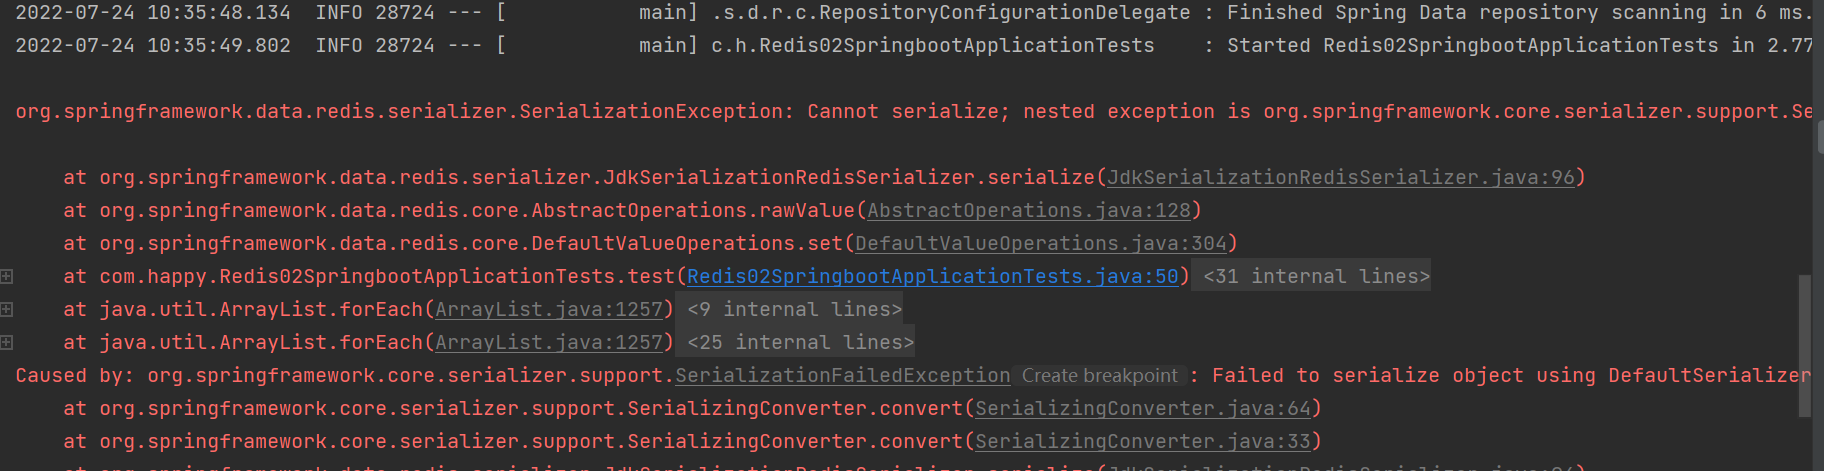 2022-07-24 10:35:48.134  INFO 28724 --- [           main] .s.d.r.c.RepositoryConfigurationDelegate : Finished Spring Data repository scanning in 6 ms.
2022-07-24 10:35:49.802  INFO 28724 --- [           main] c.h.Redis02SpringbootApplicationTests    : Started Redis02SpringbootApplicationTests in 2.77
org.springframework.data.redis.serializer.SerializationException: Cannot serialize; nested exception is org.springframework.core.serializer.support.Se
at org.springframework.data.redis.serializer.JdkSerializationRedisSerializer.serialize(JdkSerializationRedisSerializer.java:96)
at org.springframework.data.redis.core.AbstractOperations.rawValue(AbstractOperations.java:128)
at org.springframework.data.redis.core.DefaultValueOperations.set(DefaultValueOperations.java:304)
at com.happy.Redis02SpringbootApplicationTests.test(Redis02SpringbootApplicationTests.java:50) <31 internal lines>
at java.util.ArrayList.forEach(ArrayList.java:1257) <9 internal lines>
at java.util.ArrayList.forEach(ArrayList.java:1257) <25 internal lines>
Caused by: org.springframework.core.serializer.support.SerializationFailedException Create breakpoint : Failed to serialize object using DefaultSerializer
at org.springframework.core.serializer.support.SerializingConverter.convert(SerializingConverter.java:64)
at org.springframework.core.serializer.support.SerializingConverter.convert(SerializingConverter.java:33)